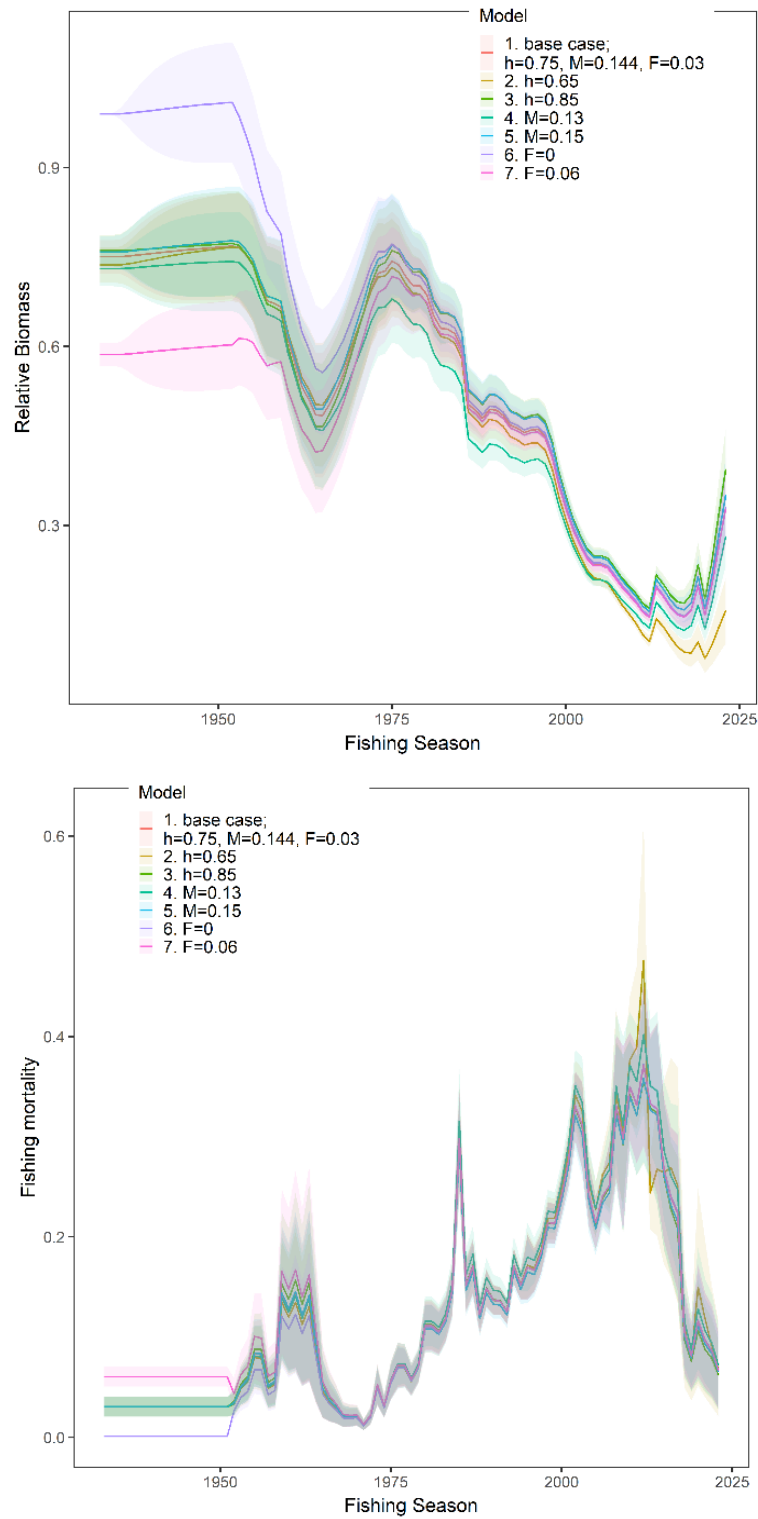 Model
1. base case;
h=0.75, M=0.144, F=0.03
2. h=0.65
3. h=0.85
4. M=0.13
5. M=0.15
6. F=0
7. F=0.06
0.9
0.6
0.3
Relative Biomass
1950
1975
2000
2025
Fishing Season
Model
1. base case;
h=0.75, M=0.144, F=0.03
2. h=0.65
3. h=0.85
4. M=0.13
5. M=0.15
6. F=0
7. F=0.06
0.6
0.4
0.2
0.0
Fishing mortality
1950
1975
2000
2025
Fishing Season